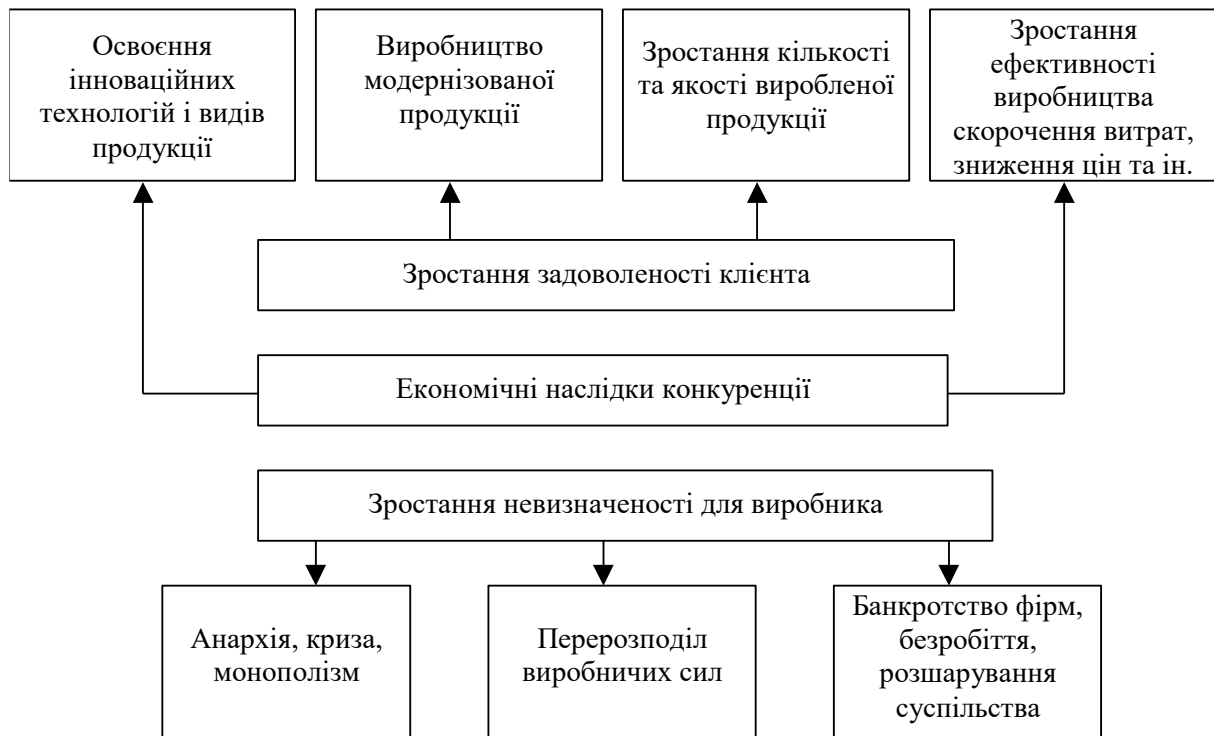 Освоєння
інноваційних
технологій і видів
продукції
Виробництво
модернізованої
продукції
Зростання кількості
та якості виробленої
продукції
Зростання
ефективності
виробництва
скорочення витрат,
зниження цін та ін.
Зростання задоволеності клієнта
Економічні наслідки конкуренції
Зростання невизначеності для виробника
Анархія, криза,
монополізм
Перерозподіл
виробничих сил
Банкротство фірм,
безробіття,
розшарування
суспільства